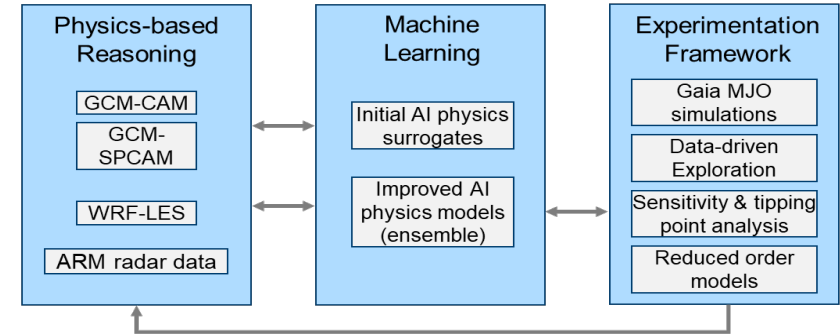 Physics-based
Reasoning
GCM-CAM
GCM-
SPCAM
WRF-LES
ARM radar data
Machine
Learning
Initial AI physics
surrogates
Improved AI
physics models
(ensemble)
Experimentation
Framework
Gaia MJO
simulations
Data-driven
Exploration
Sensitivity & tipping
point analysis
Reduced order
models